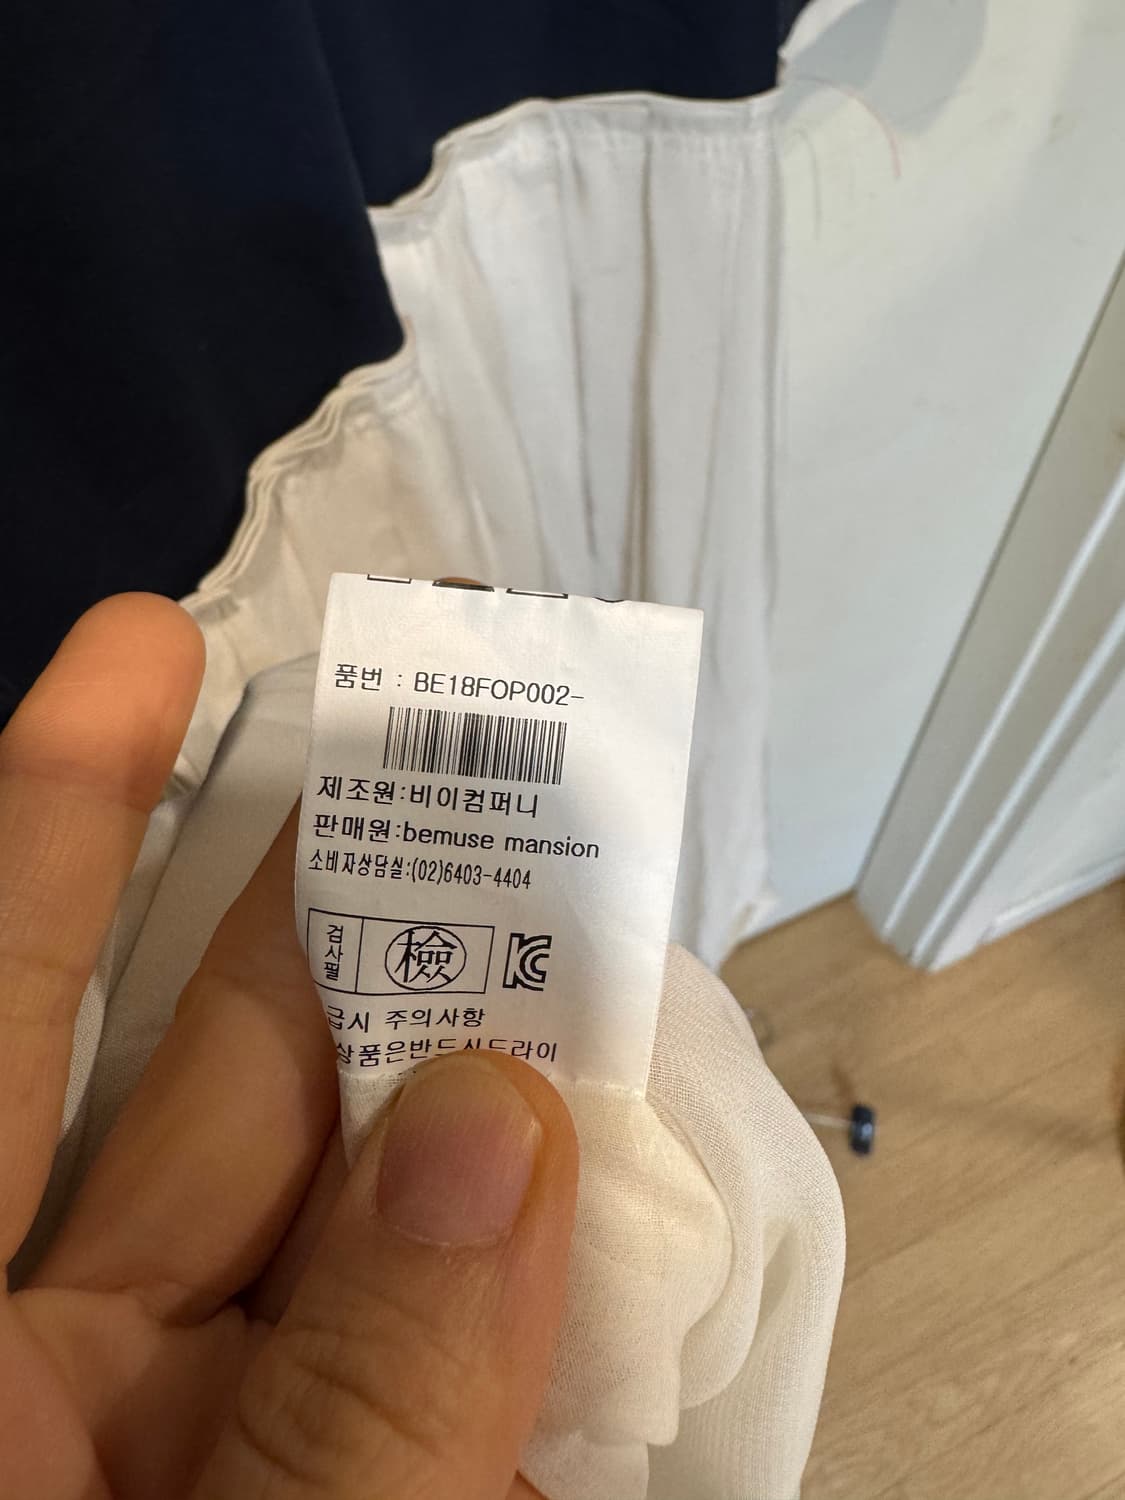 품번 : BE18FOP002-
제조원:비이컴퍼니
판매원:bemuse mansion
소비자상담실:(02)6403-4404
검사필 檢 KC
급시 주의사항
상품은반드시드라이